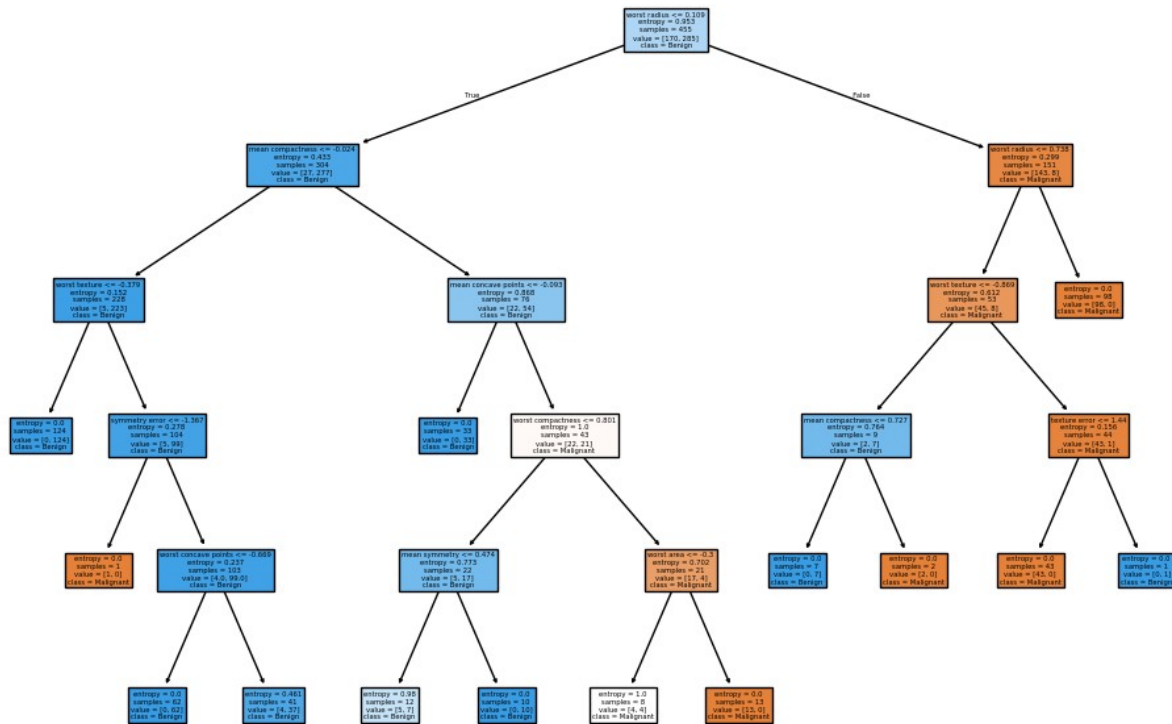 worst radius <= 0.109
entropy = 0.953
samples = 455
value = [170, 285]
class = Benign
True
False
mean compactness <= -0.024
entropy = 0.433
samples = 304
value = [27, 277]
class = Benign
worst radius <= 0.738
entropy = 0.299
samples = 151
value = [143, 8]
class = Malignant
worst texture <= -0.379
entropy = 0.152
samples = 228
value = [5, 223]
class = Benign
mean concave points <= -0.093
entropy = 0.868
samples = 76
value = [22, 54]
class = Benign
worst texture <= -0.869
entropy = 0.612
samples = 53
value = [45, 8]
class = Malignant
entropy = 0.0
samples = 98
value = [98, 0]
class = Malignant
entropy = 0.0
samples = 124
value = [0, 124]
class = Benign
symmetry error <= -1.367
entropy = 0.278
samples = 104
value = [5, 99]
class = Benign
entropy = 0.0
samples = 33
value = [0, 33]
class = Benign
worst compactness <= 0.801
entropy = 1.0
samples = 43
value = [22, 21]
class = Malignant
mean compactness <= 0.727
entropy = 0.764
samples = 9
value = [2, 7]
class = Benign
texture error <= 1.44
entropy = 0.156
samples = 44
value = [43, 1]
class = Malignant
entropy = 0.0
samples = 1
value = [1, 0]
class = Malignant
worst concave points <= -0.669
entropy = 0.237
samples = 103
value = [4.0, 99.0]
class = Benign
mean symmetry <= 0.474
entropy = 0.773
samples = 22
value = [5, 17]
class = Benign
worst area <= -0.3
entropy = 0.702
samples = 21
value = [17, 4]
class = Malignant
entropy = 0.0
samples = 7
value = [0, 7]
class = Benign
entropy = 0.0
samples = 2
value = [2, 0]
class = Malignant
entropy = 0.0
samples = 43
value = [43, 0]
class = Malignant
entropy = 0.0
samples = 1
value = [0, 1]
class = Benign
entropy = 0.0
samples = 62
value = [0, 62]
class = Benign
entropy = 0.461
samples = 41
value = [4, 37]
class = Benign
entropy = 0.98
samples = 12
value = [5, 7]
class = Benign
entropy = 0.0
samples = 10
value = [0, 10]
class = Benign
entropy = 1.0
samples = 8
value = [4, 4]
class = Malignant
entropy = 0.0
samples = 13
value = [13, 0]
class = Malignant